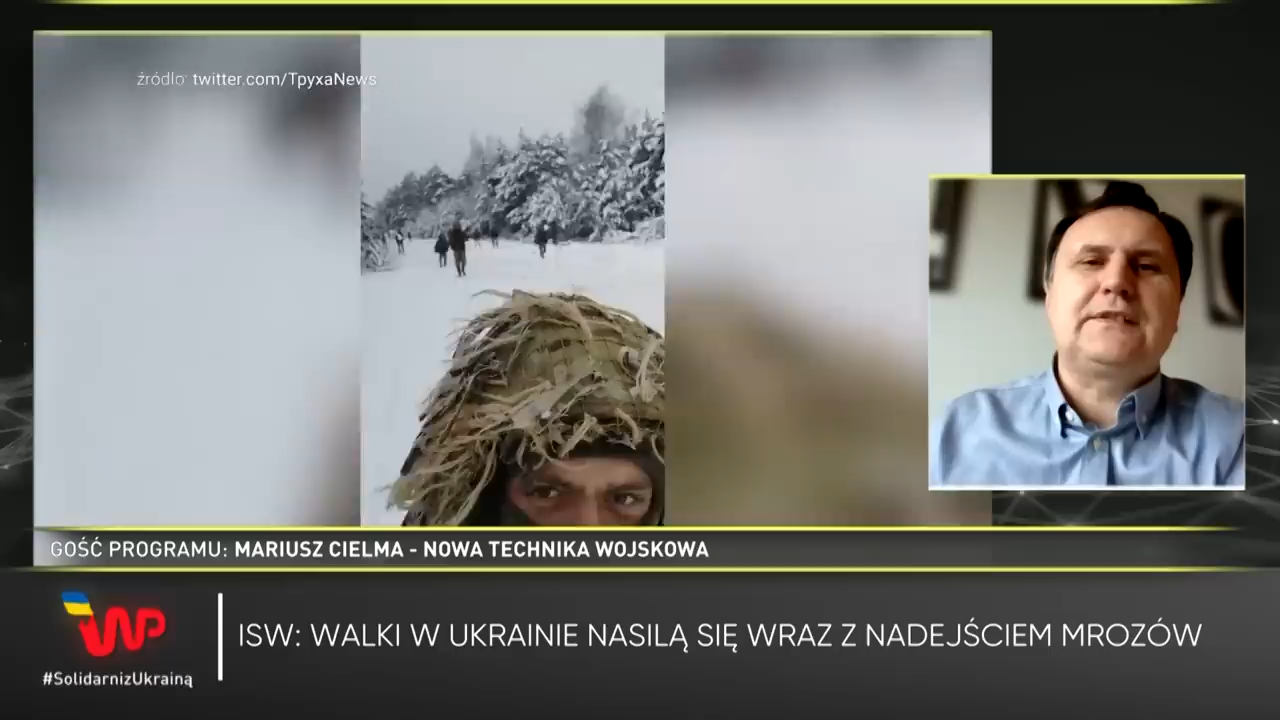 źródło: twitter.com/TpyxaNews
GOŚĆ PROGRAMU: MARIUSZ CIELMA - NOWA TECHNIKA WOJSKOWA
WP
ISW: WALKI W UKRAINIE NASILĄ SIĘ WRAZ Z NADEJŚCIEM MROZÓW
#SolidarnizUkrainą